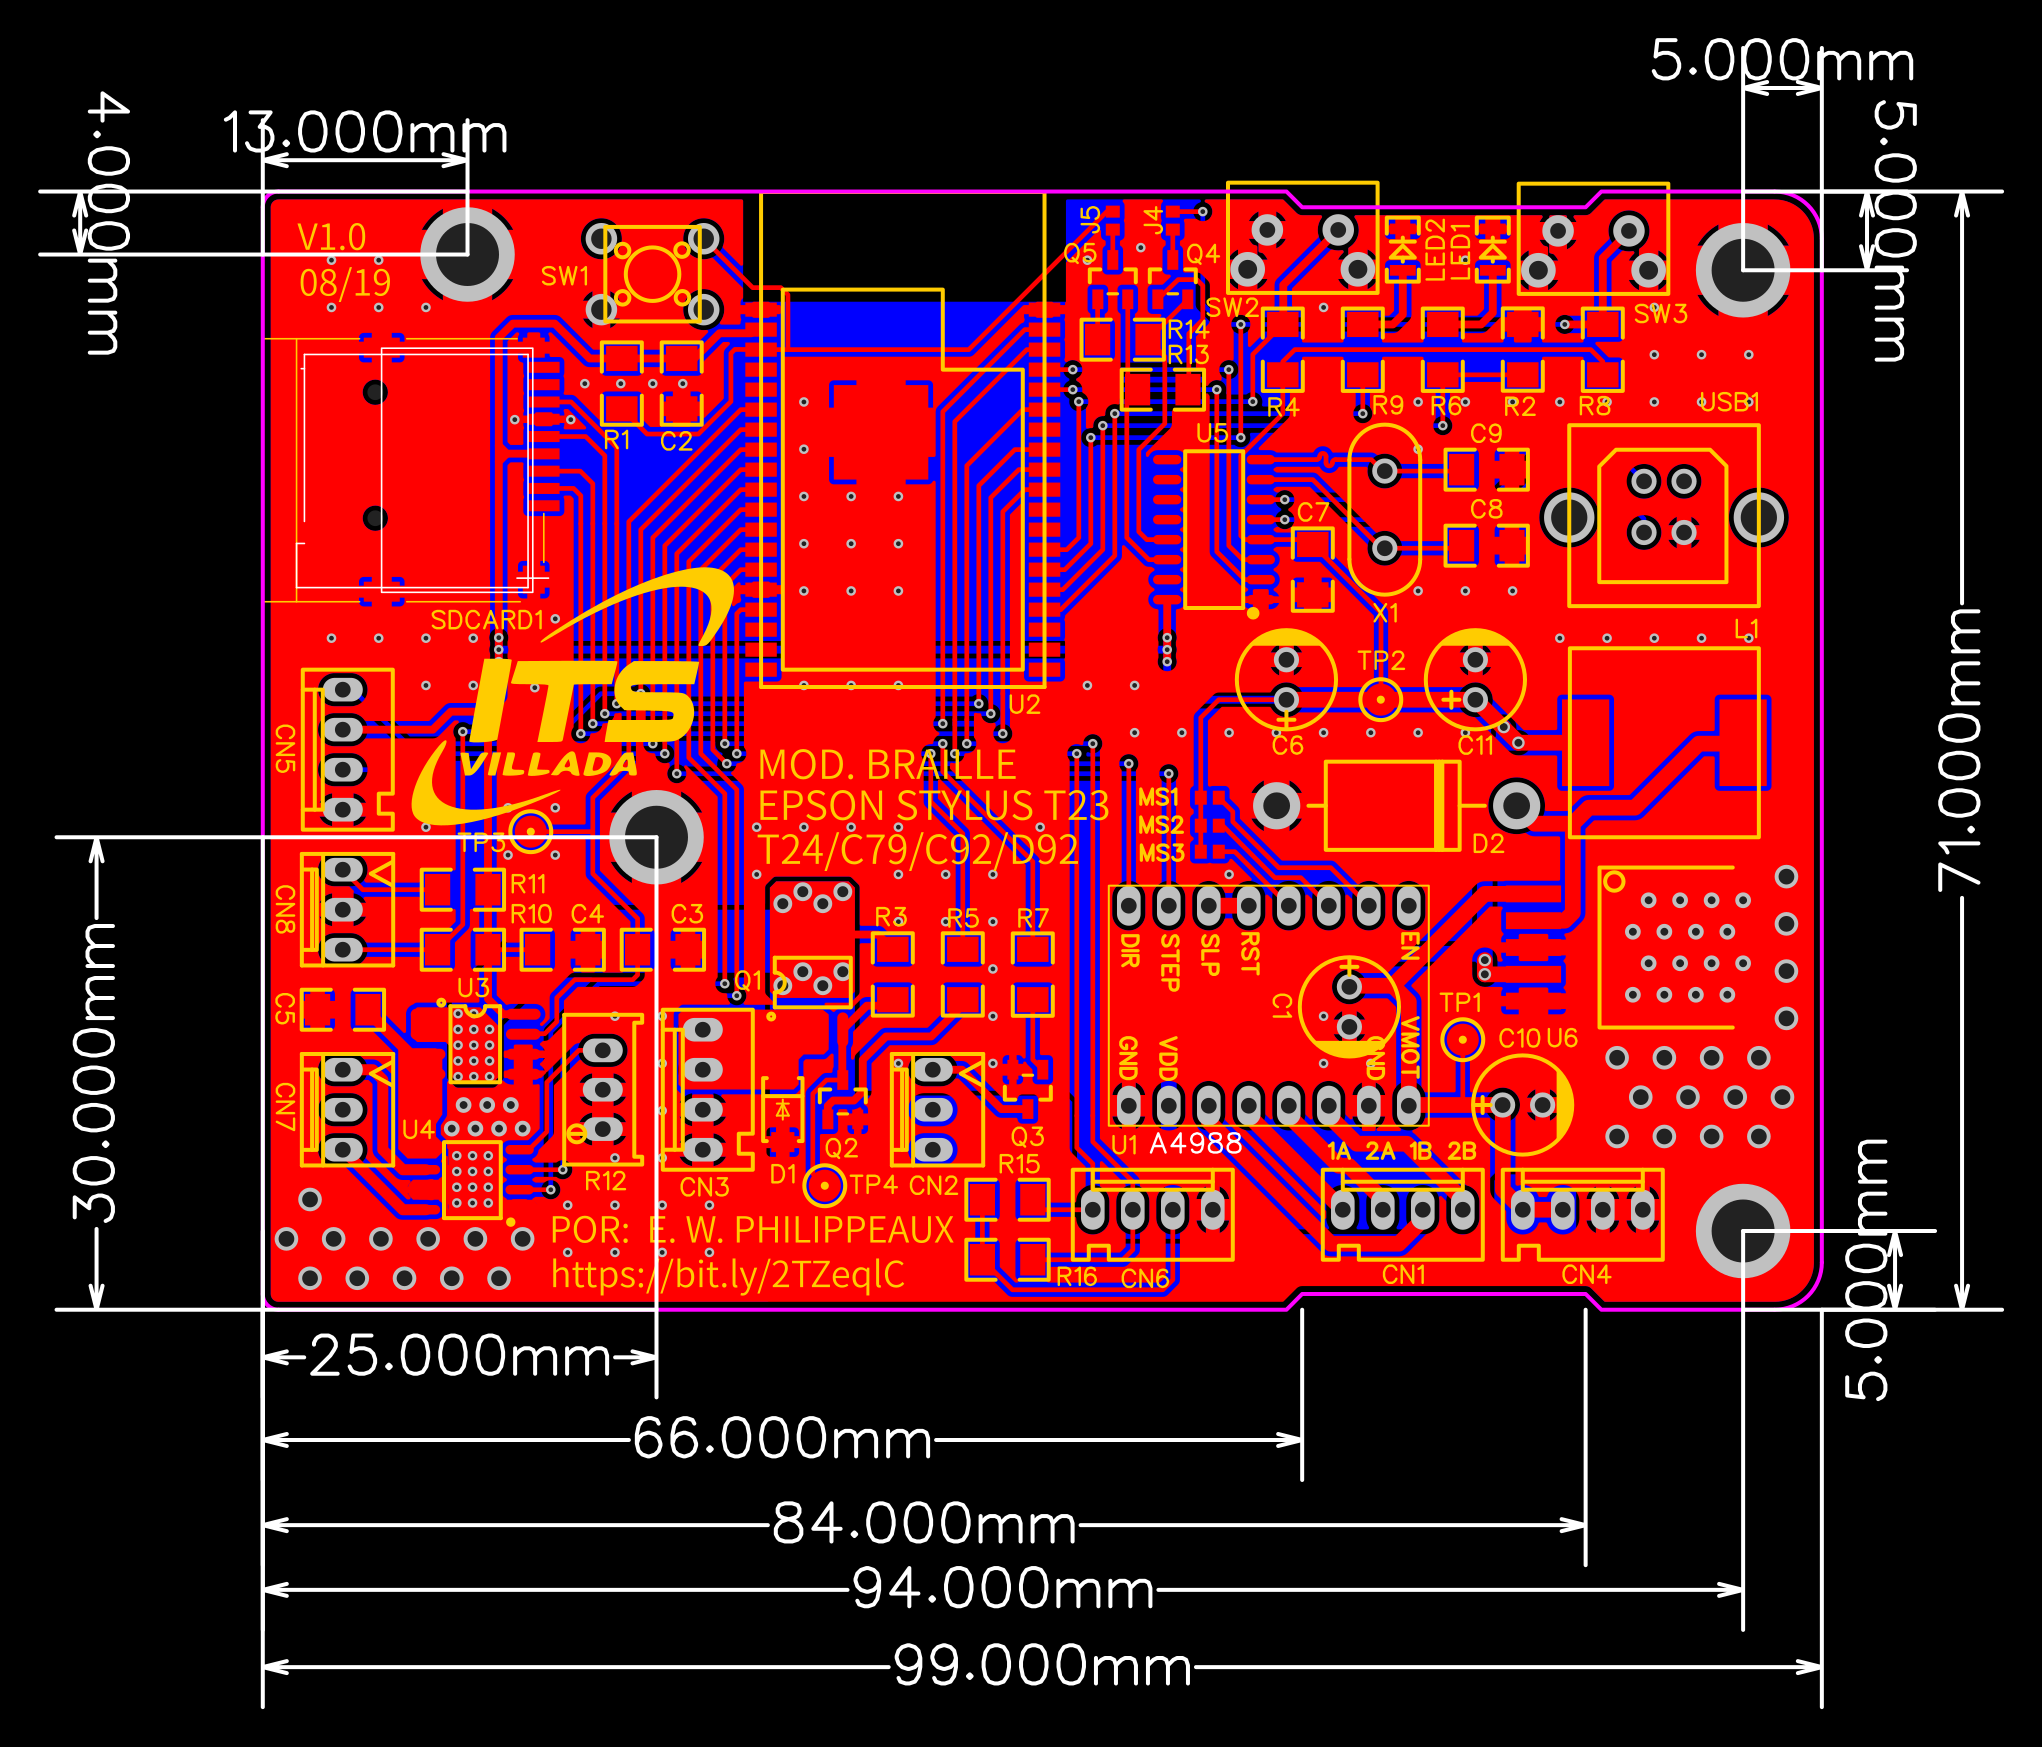 5.000mm
13.000mm
4.000mm
5.000mm
V1.0
08/19
SW1
J5
J4
Q5
Q4
SW2
LED2
LED1
SW3
R14
R13
R1
C2
R4
R9
R6
R2
R8
USB1
U5
C9
C7
C8
X1
SDCARD1
TP2
L1
71.000mm
U2
C6
C11
CN5
ITS
VILLADA
MOD. BRAILLE
EPSON STYLUS T23
T24/C79/C92/D92
MS1
MS2
MS3
D2
TP3
CN8
R11
R10
C4
C3
R3
R5
R7
DIR
STEP
SLP
RST
EN
Q1
C5
U3
C1
TP1
C10
U6
30.000mm
GND
VDD
GND
VMOT
CN7
U4
R12
CN3
D1
Q2
TP4
CN2
Q3
R15
U1
A4988
1A 2A 1B 2B
5.000mm
POR: E. W. PHILIPPEAUX
https://bit.ly/2TZeqlC
R16
CN6
CN1
CN4
25.000mm
66.000mm
84.000mm
94.000mm
99.000mm